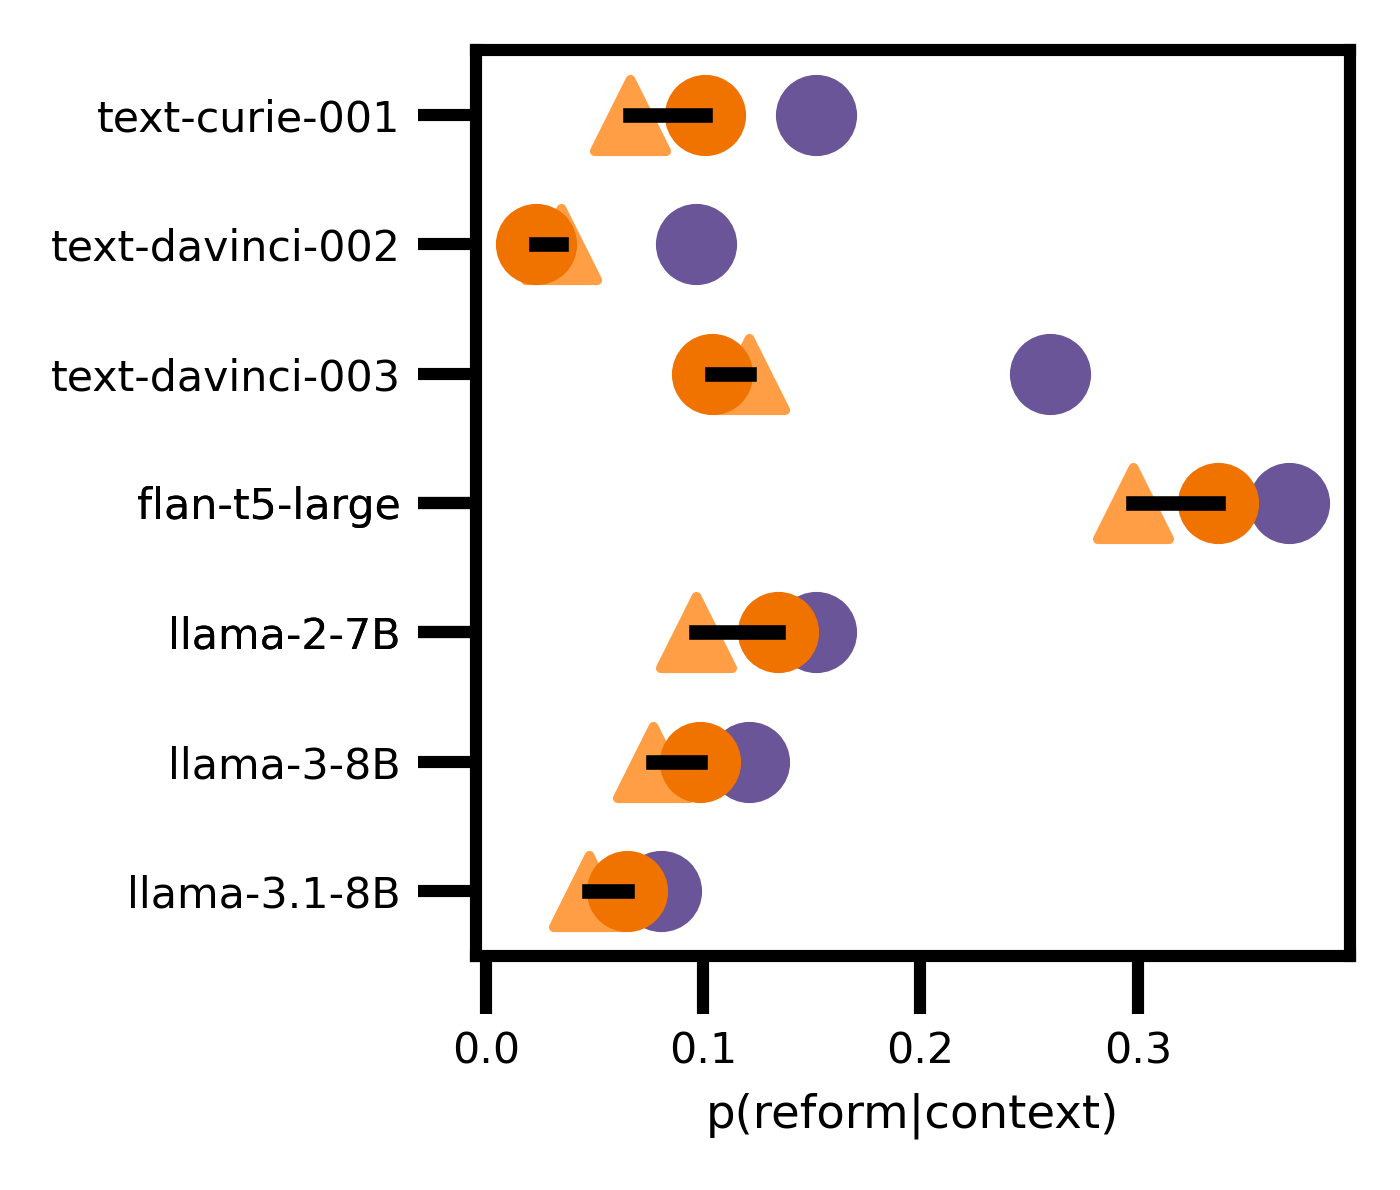 text-curie-001
text-davinci-002
text-davinci-003
flan-t5-large
llama-2-7B
llama-3-8B
llama-3.1-8B
0.0 0.1 0.2 0.3
p(reform|context)